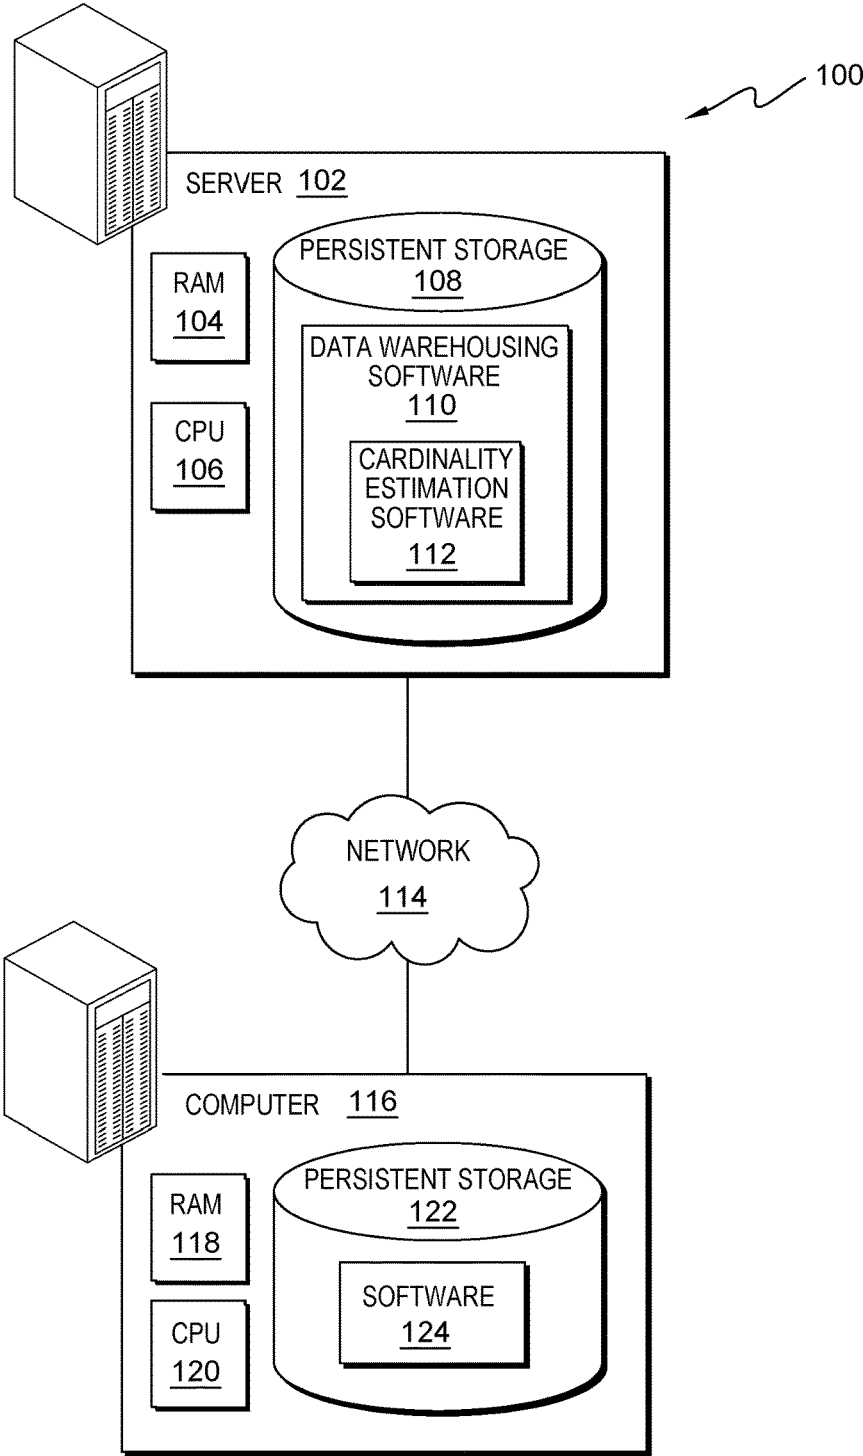 100
SERVER 102
PERSISTENT STORAGE
108
RAM
104
DATA WAREHOUSING
SOFTWARE
110
CPU
106
CARDINALITY
ESTIMATION
SOFTWARE
112
NETWORK
114
COMPUTER 116
PERSISTENT STORAGE
122
RAM
118
SOFTWARE
124
CPU
120